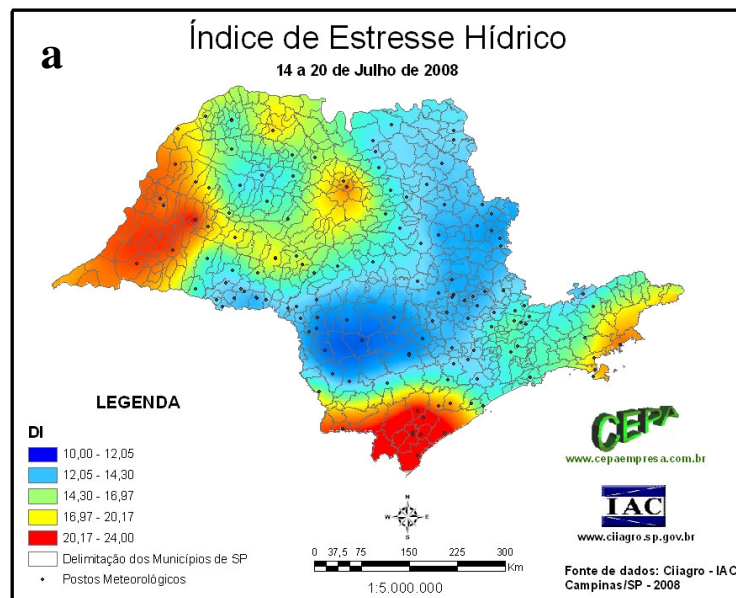 a
Índice de Estresse Hídrico
14 a 20 de Julho de 2008
LEGENDA
DI
10,00 - 12,05
12,05 - 14,30
14,30 - 16,97
16,97 - 20,17
20,17 - 24,00
Delimitação dos Municípios de SP
Postos Meteorológicos
N
W E
S
0 37,5 75 150 225 300
Km
1:5.000.000
CEPA
www.cepaempresa.com.br
IAC
www.ciiagro.sp.gov.br
Fonte de dados: Ciiagro - IAC
Campinas/SP - 2008